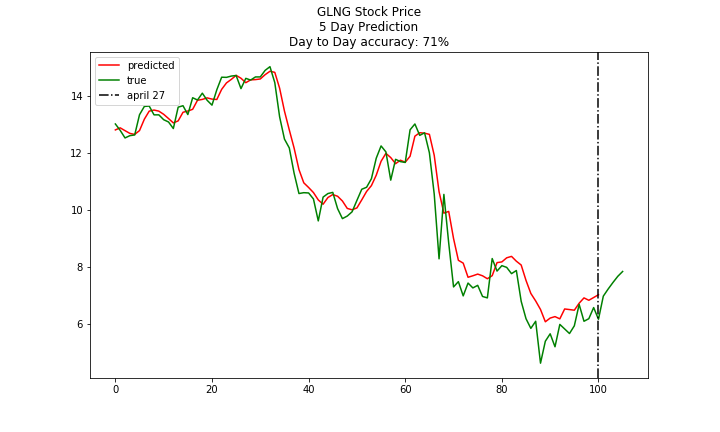 GLNG Stock Price
5 Day Prediction
Day to Day accuracy: 71%
predicted
true
april 27
14
12
10
8
6
0
20
40
60
80
100